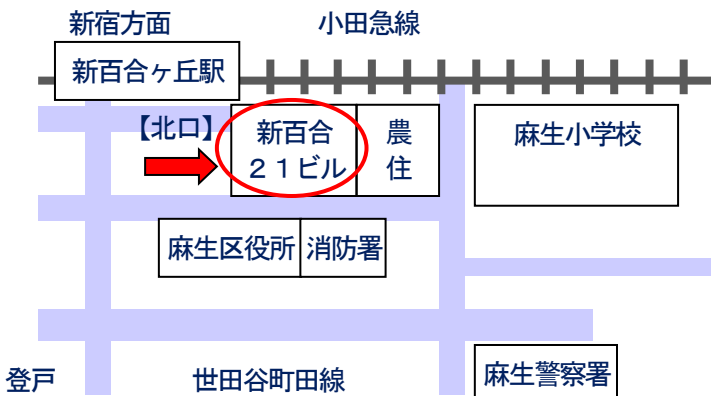 新宿方面
小田急線
新百合ヶ丘駅
【北口】
新百合
２１ビル
農
住
麻生小学校
麻生区役所
消防署
登戸
世田谷町田線
麻生警察署